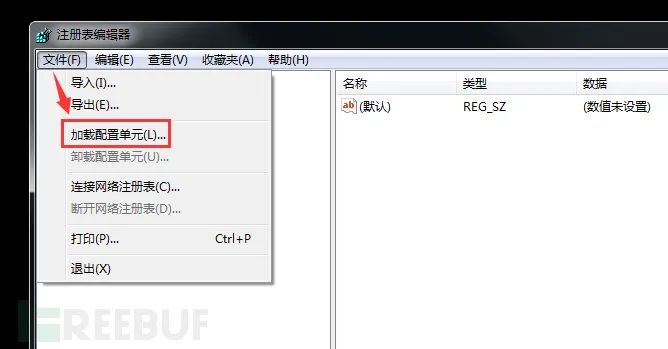 注册表编辑器
文件(F) 编辑(E) 查看(V) 收藏夹(A) 帮助(H)
导入(I)...
导出(E)...
加载配置单元(L)...
卸载配置单元(U)...
连接网络注册表(C)...
断开网络注册表(D)...
打印(P)... Ctrl+P
退出(X)
名称 类型 数据
ab (默认) REG_SZ (数值未设置)
FREEBUF